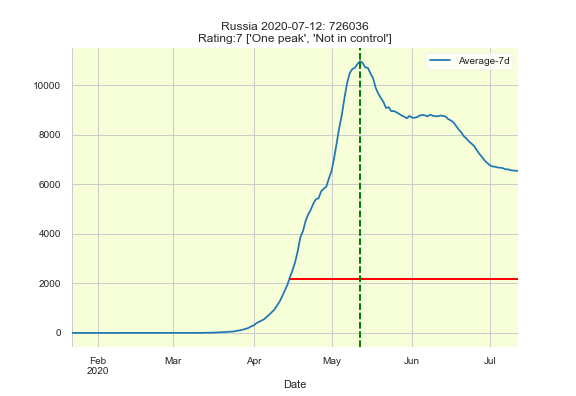 Russia 2020-07-12: 726036
Rating:7 ['One peak', 'Not in control']
Average-7d
10000
8000
6000
4000
2000
0
Feb Mar Apr May Jun Jul
2020
Date